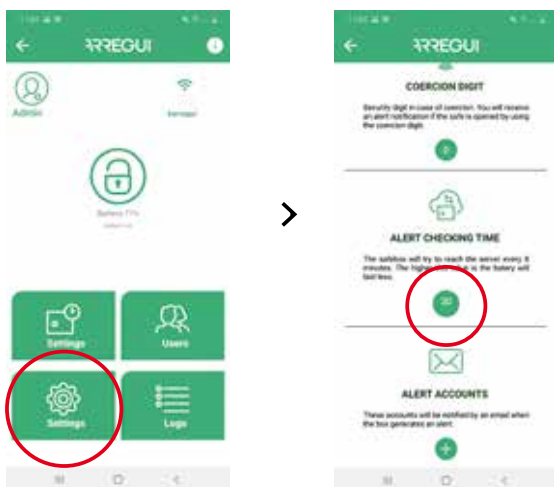 ARREGUI
Admin
Battery 77%
Settings
Users
Settings
Logs
>
ARREGUI
COERCION DIGIT
Security digit in case of coercion. You will receive
an alert notification if the safe is opened by using
the coercion digit.
ALERT CHECKING TIME
The safebox will try to reach the server every X
minutes. The higher this value is the batery will
last less.
30
ALERT ACCOUNTS
These accounts will be notified by an email when
the box generates an alert.
+